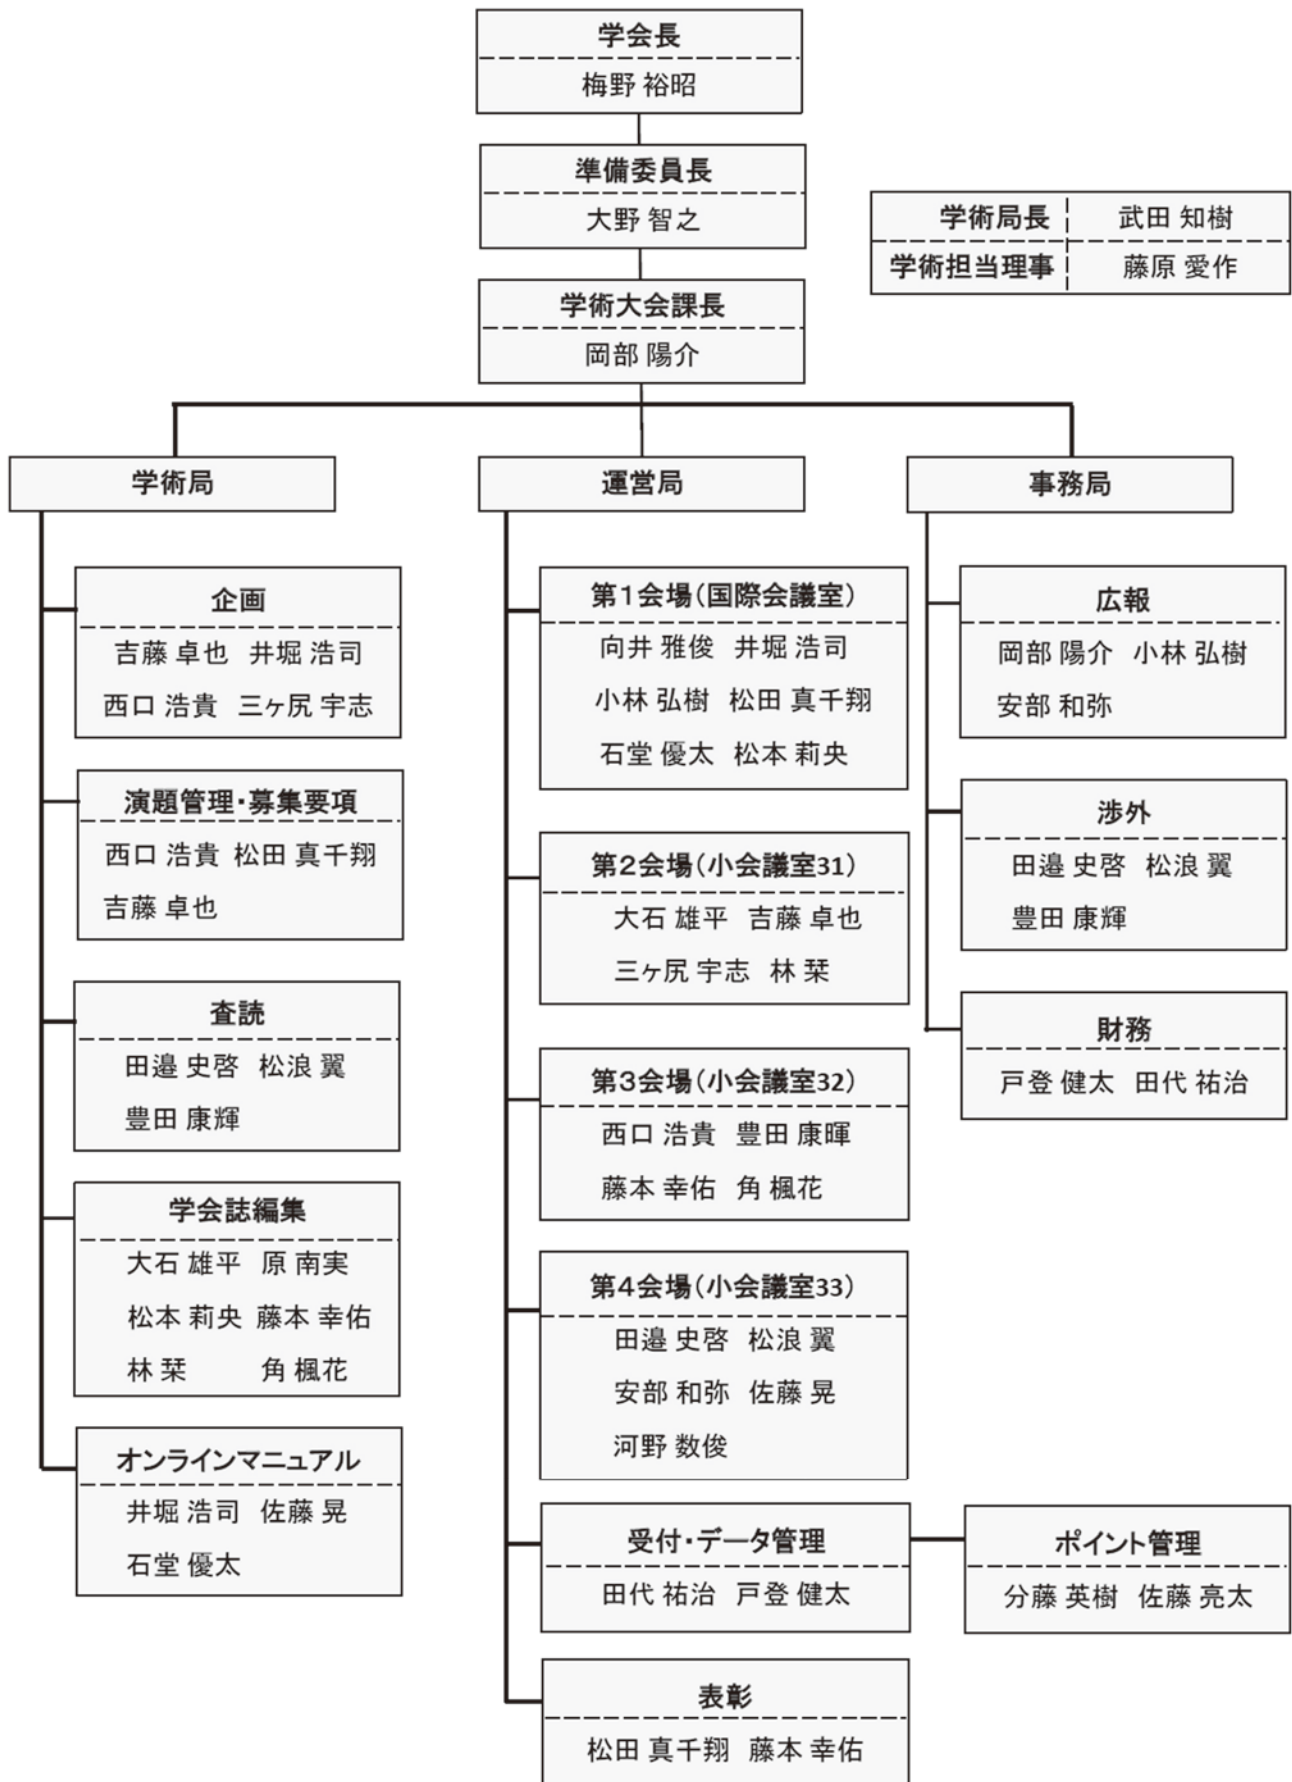 学会長
梅野 裕昭
準備委員長
大野 智之
学術局長 武田 知樹
学術担当理事 藤原 愛作
学術大会課長
岡部 陽介
学術局
企画
吉藤 卓也 井堀 浩司
西口 浩貴 三ヶ尻 宇志
演題管理・募集要項
西口 浩貴 松田 真千翔
吉藤 卓也
査読
田邉 史啓 松浪 翼
豊田 康輝
学会誌編集
大石 雄平 原 南実
松本 莉央 藤本 幸佑
林 栞 角 楓花
オンラインマニュアル
井堀 浩司 佐藤 晃
石堂 優太
運営局
第1会場(国際会議室)
向井 雅俊 井堀 浩司
小林 弘樹 松田 真千翔
石堂 優太 松本 莉央
第2会場(小会議室31)
大石 雄平 吉藤 卓也
三ヶ尻 宇志 林 栞
第3会場(小会議室32)
西口 浩貴 豊田 康暉
藤本 幸佑 角 楓花
第4会場(小会議室33)
田邉 史啓 松浪 翼
安部 和弥 佐藤 晃
河野 数俊
受付・データ管理
田代 祐治 戸登 健太
ポイント管理
分藤 英樹 佐藤 亮太
表彰
松田 真千翔 藤本 幸佑
事務局
広報
岡部 陽介 小林 弘樹
安部 和弥
渉外
田邉 史啓 松浪 翼
豊田 康輝
財務
戸登 健太 田代 祐治